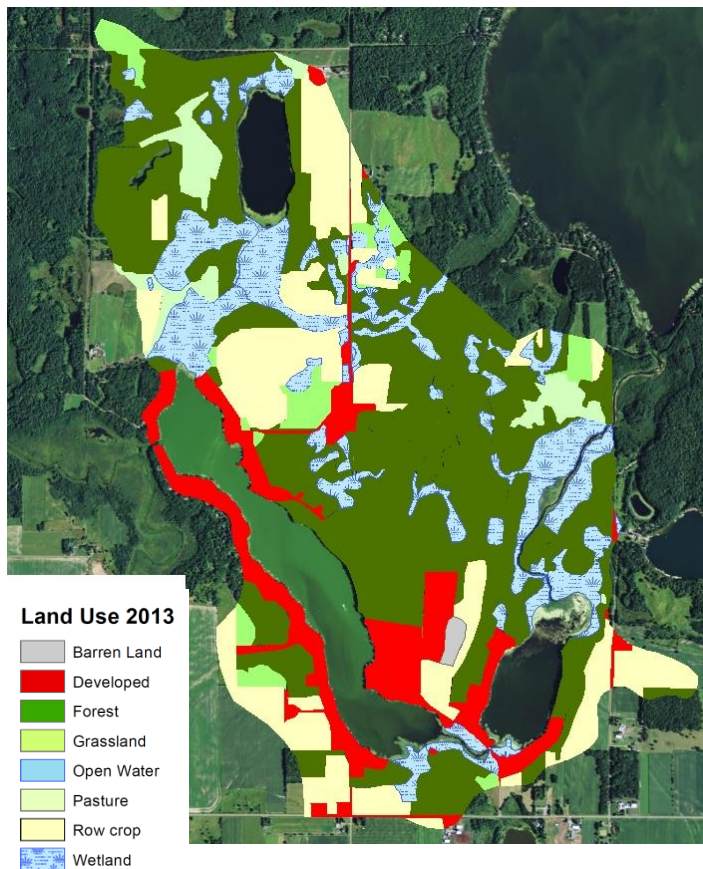 Land Use 2013
Barren Land
Developed
Forest
Grassland
Open Water
Pasture
Row crop
Wetland